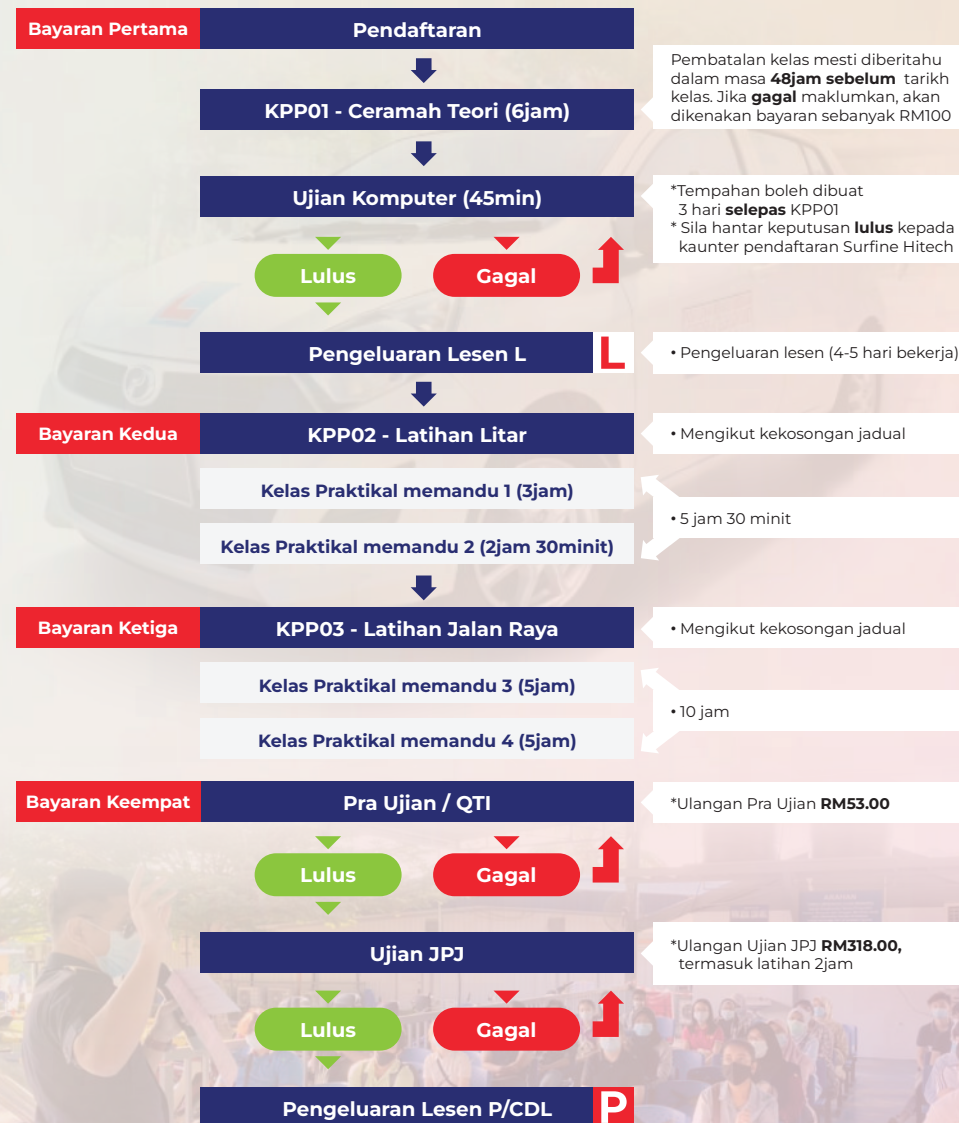 Bayaran Pertama
Pendaftaran
Pembatalan kelas mesti diberitahu
dalam masa 48jam sebelum tarikh
kelas. Jika gagal maklumkan, akan
dikenakan bayaran sebanyak RM100
KPP01 - Ceramah Teori (6jam)
Ujian Komputer (45min)
*Tempahan boleh dibuat
3 hari selepas KPP01
* Sila hantar keputusan lulus kepada
kaunter pendaftaran Surfine Hitech
Lulus
Gagal
Pengeluaran Lesen L
L
• Pengeluaran lesen (4-5 hari bekerja)
Bayaran Kedua
KPP02 - Latihan Litar
• Mengikut kekosongan jadual
Kelas Praktikal memandu 1 (3jam)
• 5 jam 30 minit
Kelas Praktikal memandu 2 (2jam 30minit)
Bayaran Ketiga
KPP03 - Latihan Jalan Raya
• Mengikut kekosongan jadual
Kelas Praktikal memandu 3 (5jam)
• 10 jam
Kelas Praktikal memandu 4 (5jam)
Bayaran Keempat
Pra Ujian / QTI
*Ulangan Pra Ujian RM53.00
Lulus
Gagal
Ujian JPJ
*Ulangan Ujian JPJ RM318.00,
termasuk latihan 2jam
Lulus
Gagal
Pengeluaran Lesen P/CDL
P